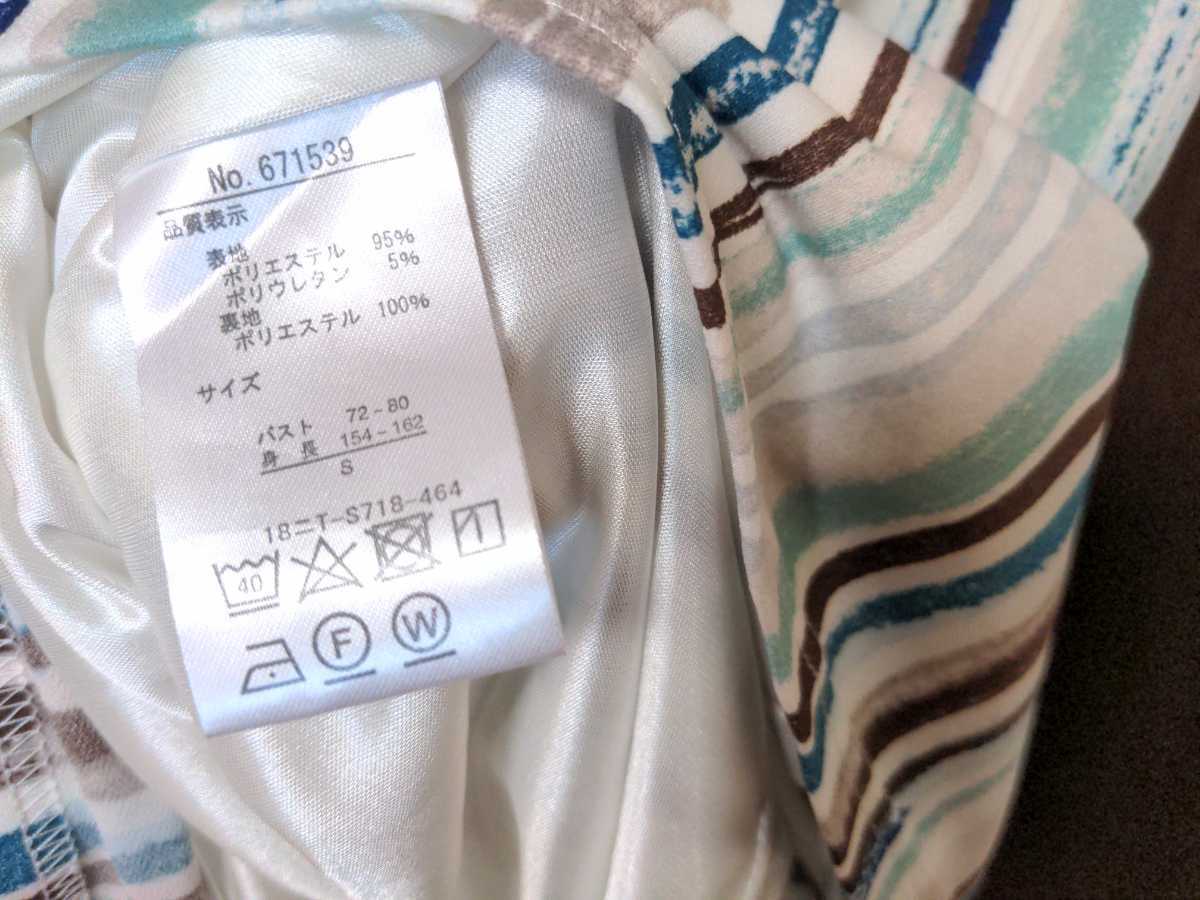 No.671539
品質表示
表地
ポリエステル 95%
ポリウレタン 5%
裏地
ポリエステル 100%
サイズ
バスト 72-80
身長 154-162
S
18ニT-S718-464
40
F W